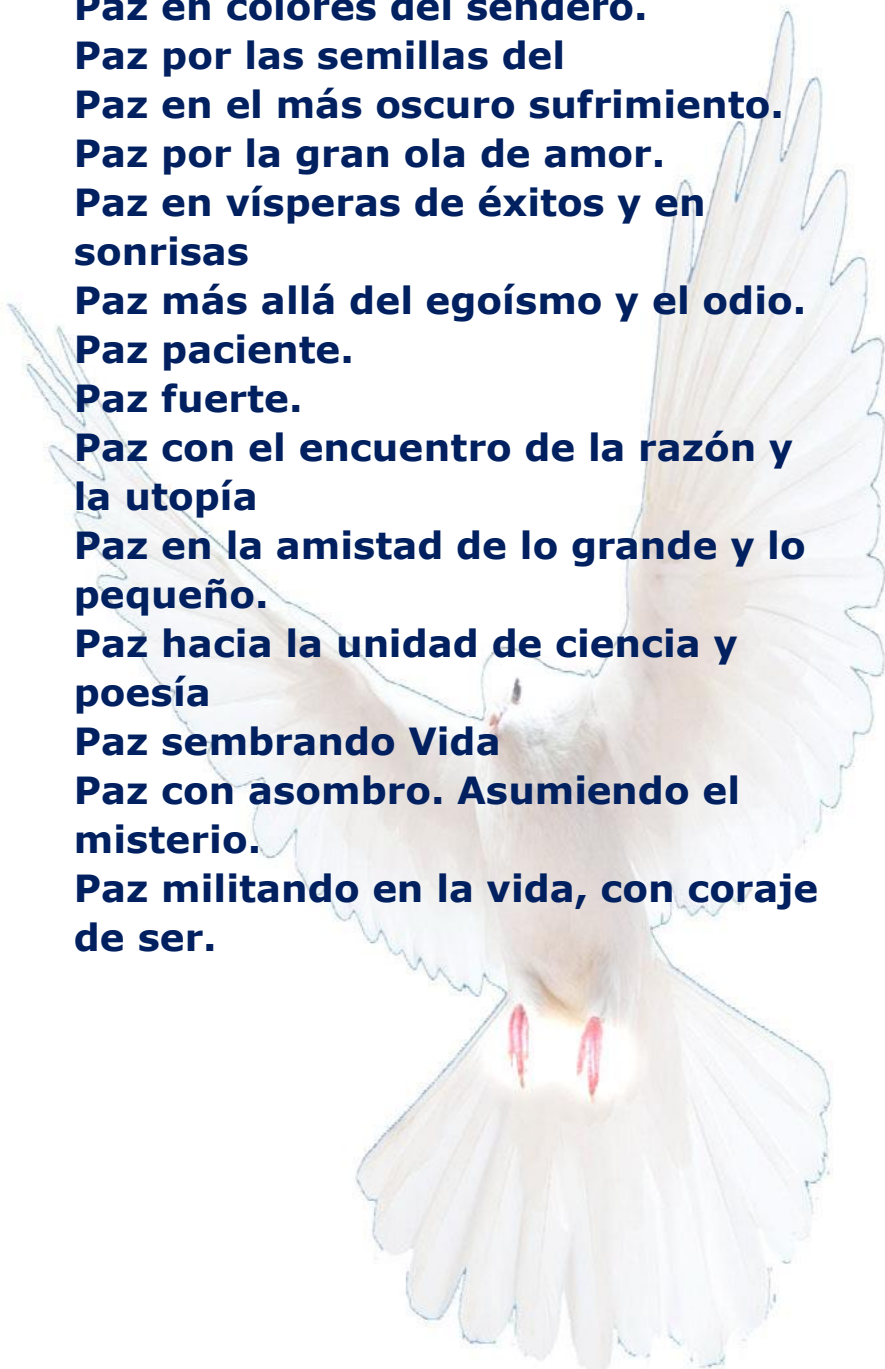 Paz en colores del sendero.
Paz por las semillas del
Paz en el más oscuro sufrimiento.
Paz por la gran ola de amor.
Paz en vísperas de éxitos y en
sonrisas
Paz más allá del egoísmo y el odio.
Paz paciente.
Paz fuerte.
Paz con el encuentro de la razón y
la utopía
Paz en la amistad de lo grande y lo
pequeño.
Paz hacia la unidad de ciencia y
poesía
Paz sembrando Vida
Paz con asombro. Asumiendo el
misterio.
Paz militando en la vida, con coraje
de ser.